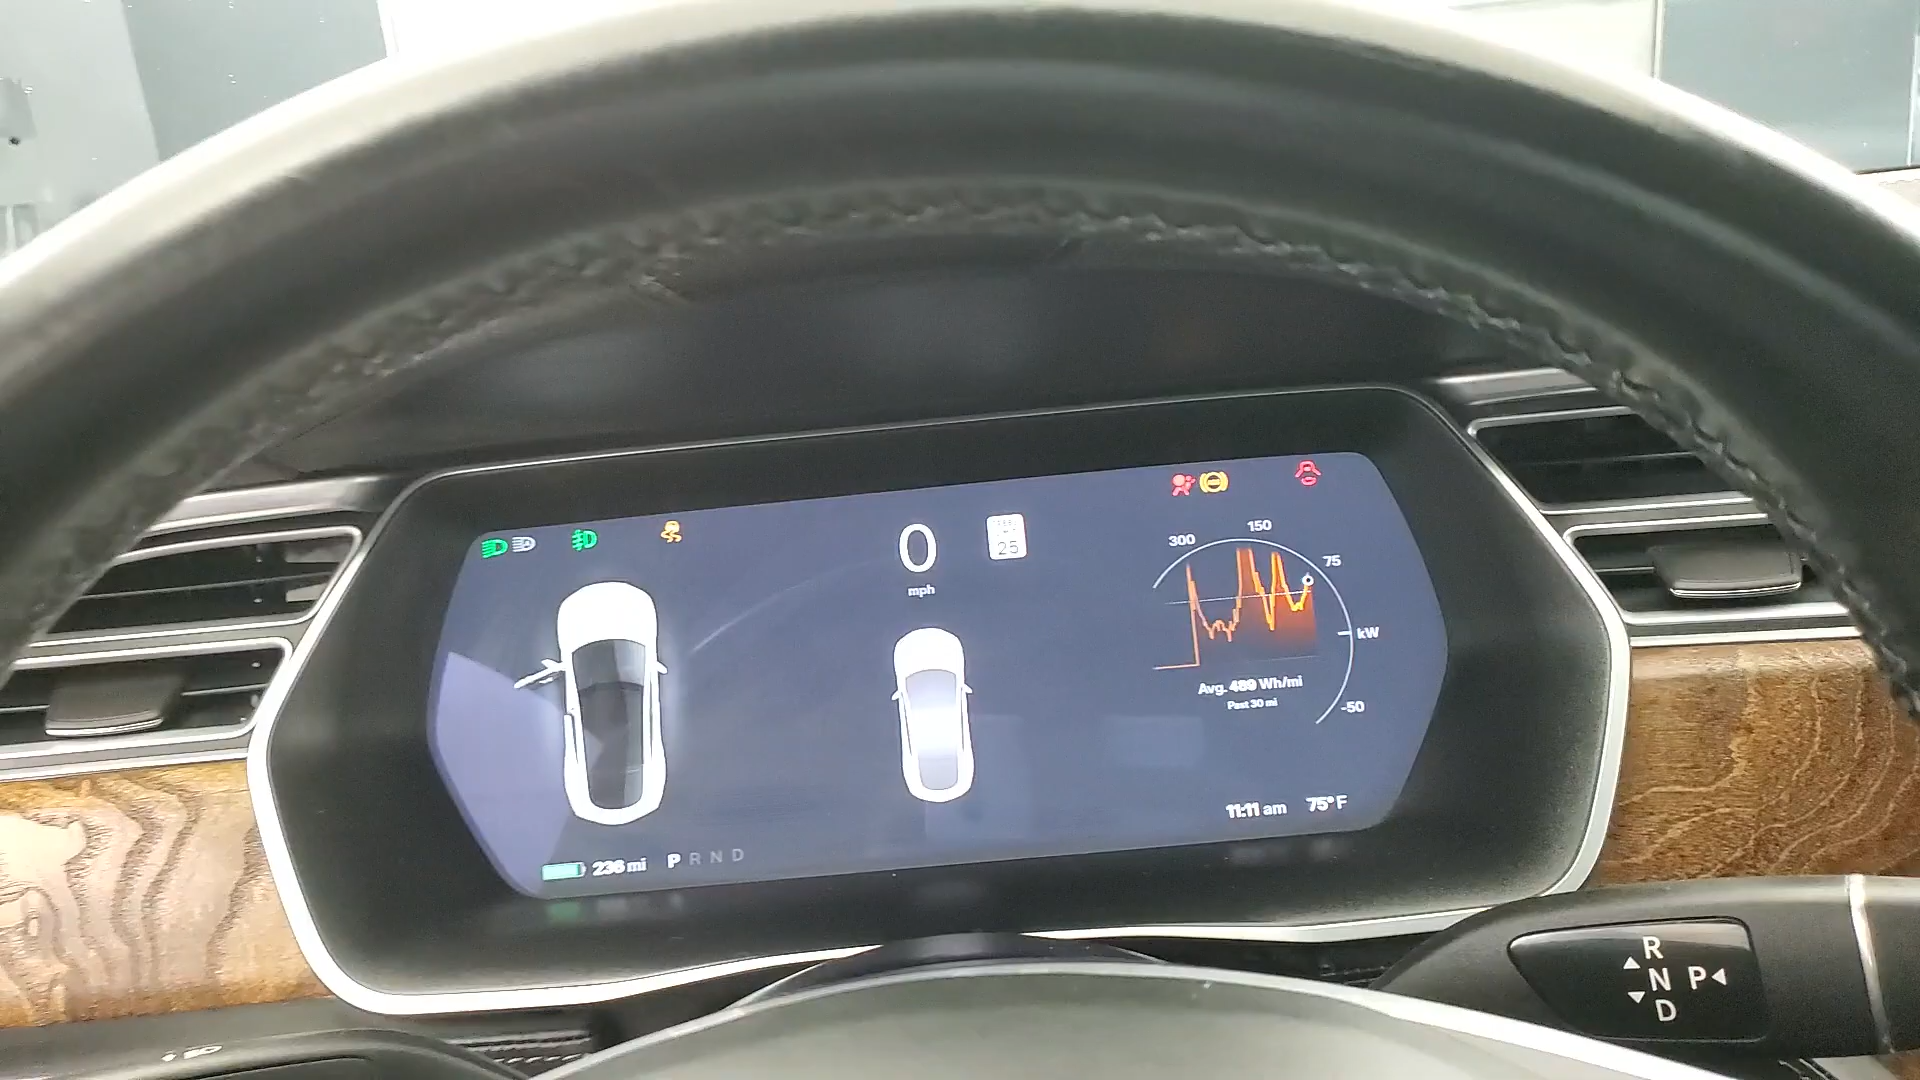 0
mph
25
300
150
75
kW
-50
Avg. 489 Wh/mi
Past 30 mi
11:11 am
75° F
236 mi
P R N D
R
N P
D